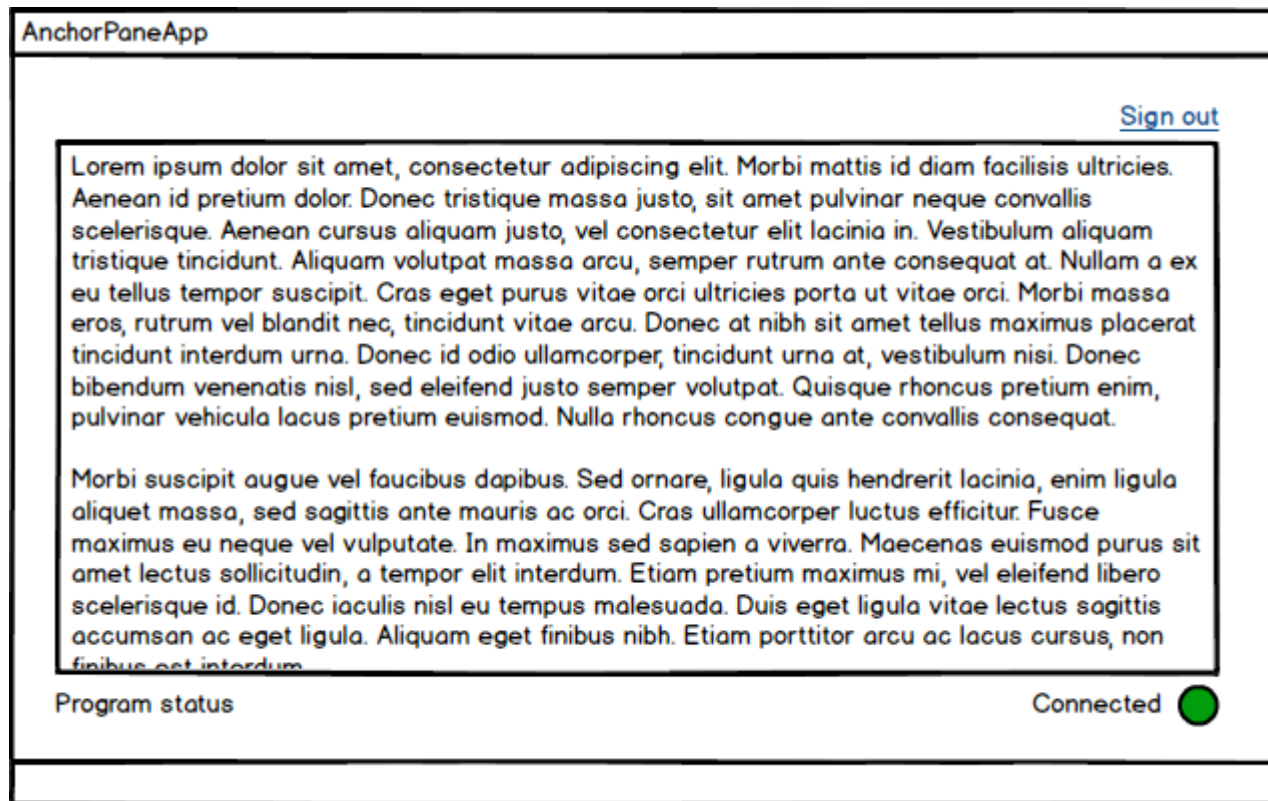 AnchorPaneApp
Sign out
Lorem ipsum dolor sit amet, consectetur adipiscing elit. Morbi mattis id diam facilisis ultricies.
Aenean id pretium dolor. Donec tristique massa justo, sit amet pulvinar neque convallis
scelerisque. Aenean cursus aliquam justo, vel consectetur elit lacinia in. Vestibulum aliquam
tristique tincidunt. Aliquam volutpat massa arcu, semper rutrum ante consequat at. Nullam a ex
eu tellus tempor suscipit. Cras eget purus vitae orci ultricies porta ut vitae orci. Morbi massa
eros, rutrum vel blandit nec, tincidunt vitae arcu. Donec at nibh sit amet tellus maximus placerat
tincidunt interdum urna. Donec id odio ullamcorper, tincidunt urna at, vestibulum nisi. Donec
bibendum venenatis nisl, sed eleifend justo semper volutpat. Quisque rhoncus pretium enim,
pulvinar vehicula lacus pretium euismod. Nulla rhoncus congue ante convallis consequat.
Morbi suscipit augue vel faucibus dapibus. Sed ornare, ligula quis hendrerit lacinia, enim ligula
aliquet massa, sed sagittis ante mauris ac orci. Cras ullamcorper luctus efficitur. Fusce
maximus eu neque vel vulputate. In maximus sed sapien a viverra. Maecenas euismod purus sit
amet lectus sollicitudin, a tempor elit interdum. Etiam pretium maximus mi, vel eleifend libero
scelerisque id. Donec iaculis nisl eu tempus malesuada. Duis eget ligula vitae lectus sagittis
accumsan ac eget ligula. Aliquam eget finibus nibh. Etiam porttitor arcu ac lacus cursus, non
finibus est interdum
Program status
Connected